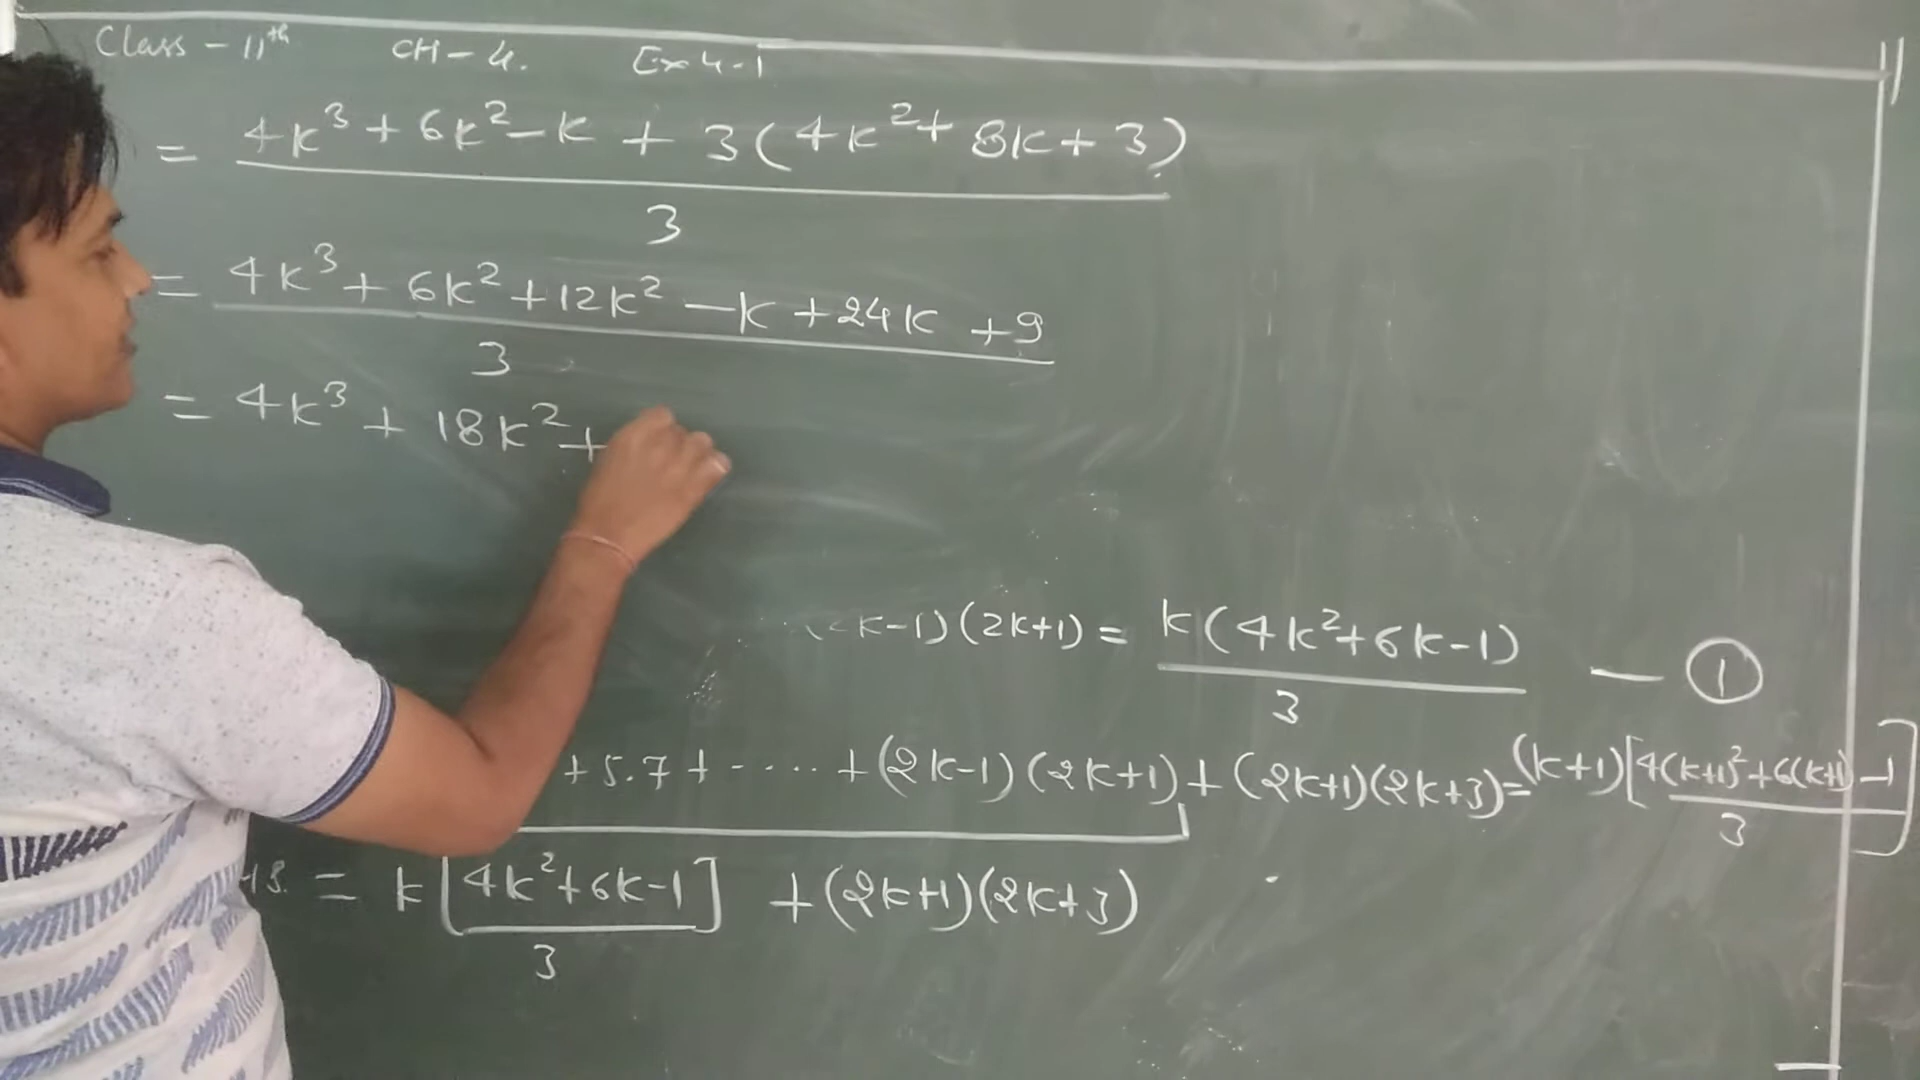 Class - 11th CH - 4. Ex 4.1
= 4k³ + 6k² - k + 3(4k² + 8k + 3)
3
= 4k³ + 6k² + 12k² - k + 24k + 9
3
= 4k³ + 18k² +
k-1)(2k+1) = k(4k²+6k-1) — ①
3
+ 5.7 + ..... + (2k-1)(2k+1) + (2k+1)(2k+3) = (k+1)[4(k+1)²+6(k+1)-1]
3
= k[4k²+6k-1] + (2k+1)(2k+3)
3